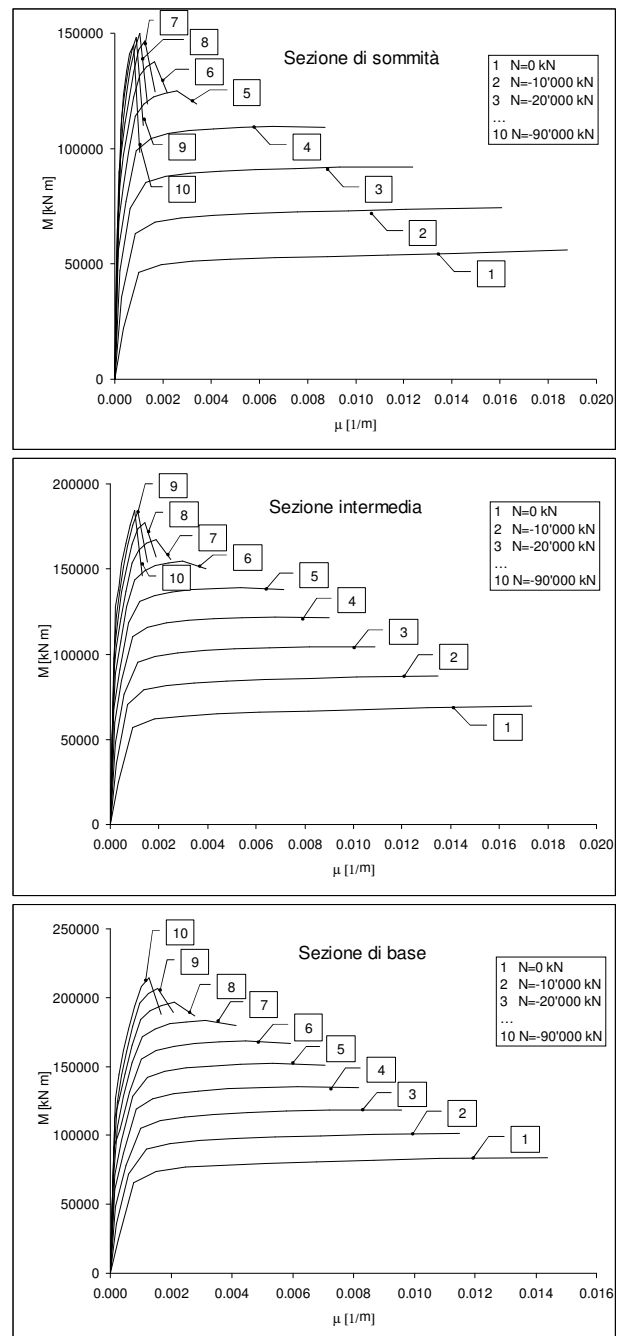 Sezione di sommità
1 N=0 kN
2 N=-10'000 kN
3 N=-20'000 kN
...
10 N=-90'000 kN
7
8
6
5
4
9
3
10
2
1
M [kN m]
150000
100000
50000
0
0.000 0.002 0.004 0.006 0.008 0.010 0.012 0.014 0.016 0.018 0.020
µ [1/m]
Sezione intermedia
1 N=0 kN
2 N=-10'000 kN
3 N=-20'000 kN
...
10 N=-90'000 kN
9
8
7
6
10
5
4
3
2
1
M [kN m]
200000
150000
100000
50000
0
0.000 0.002 0.004 0.006 0.008 0.010 0.012 0.014 0.016 0.018 0.020
µ [1/m]
Sezione di base
1 N=0 kN
2 N=-10'000 kN
3 N=-20'000 kN
...
10 N=-90'000 kN
10
9
8
7
6
5
4
3
2
1
M [kN m]
250000
200000
150000
100000
50000
0
0.000 0.002 0.004 0.006 0.008 0.010 0.012 0.014 0.016
µ [1/m]